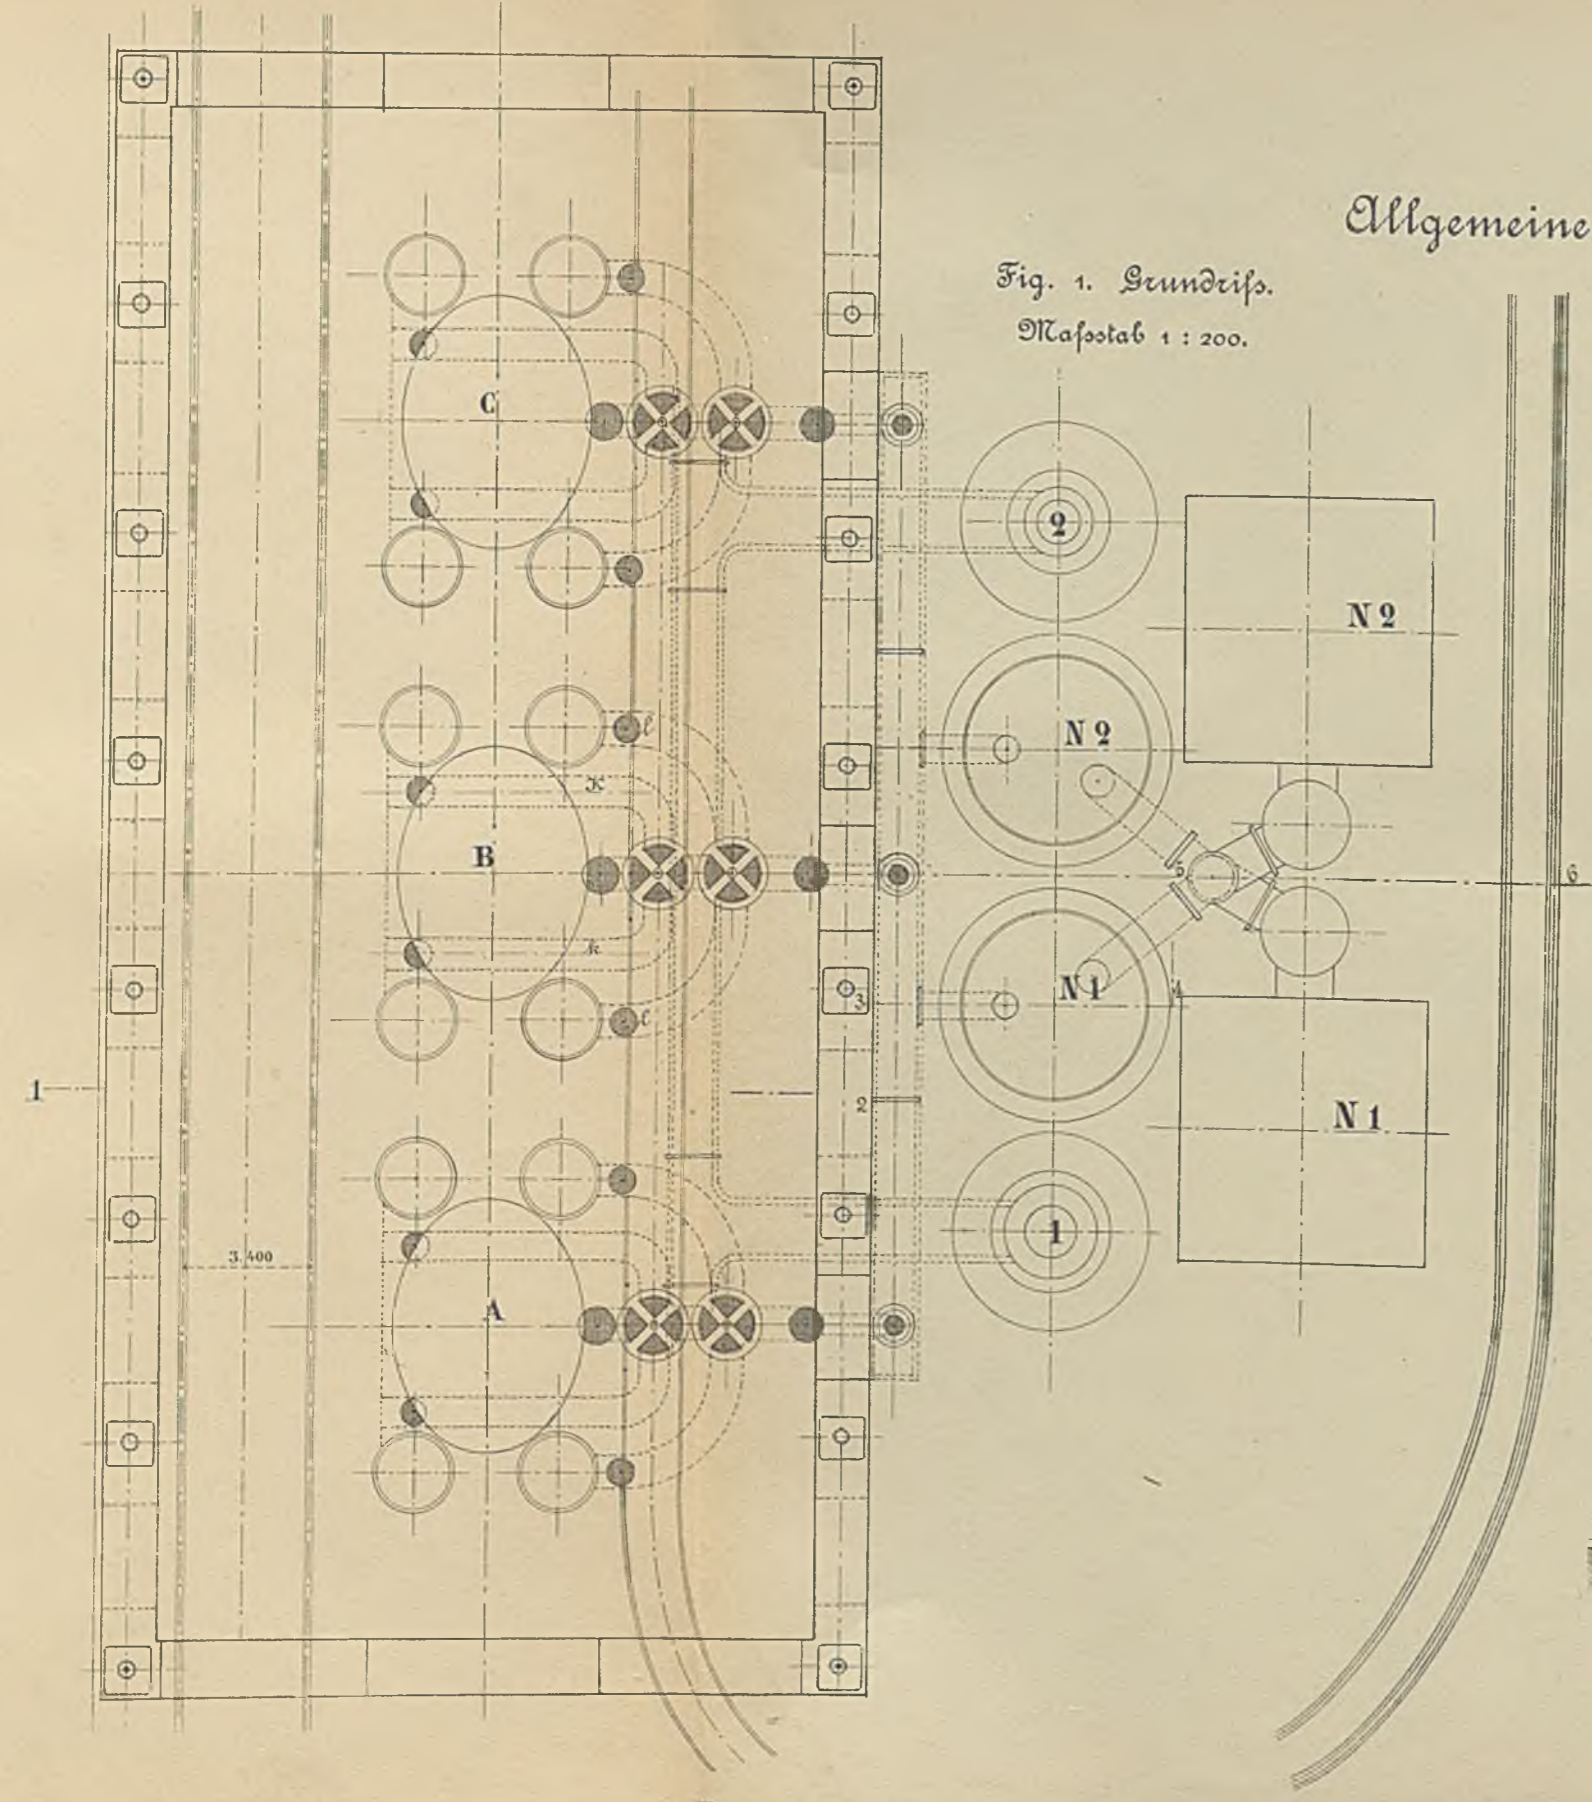 Allgemeine
Fig. 1. Grundriſs.
Maſsstab 1 : 200.
C
2
N 2
l
N 2
K
B
5
6
k
N 1
4
3
l
1
2
N 1
3.400
1
A